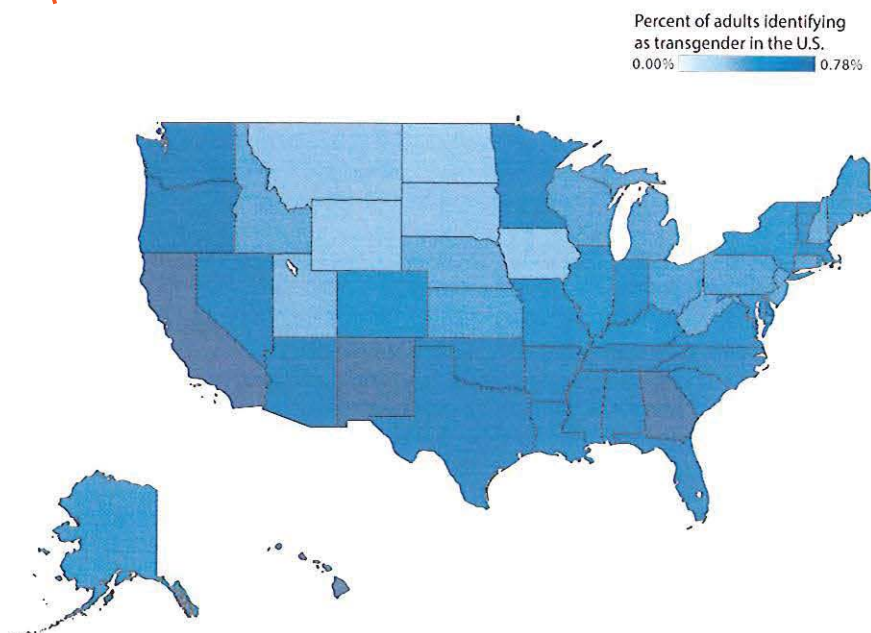 Percent of adults identifying
as transgender in the U.S.
0.00% 0.78%